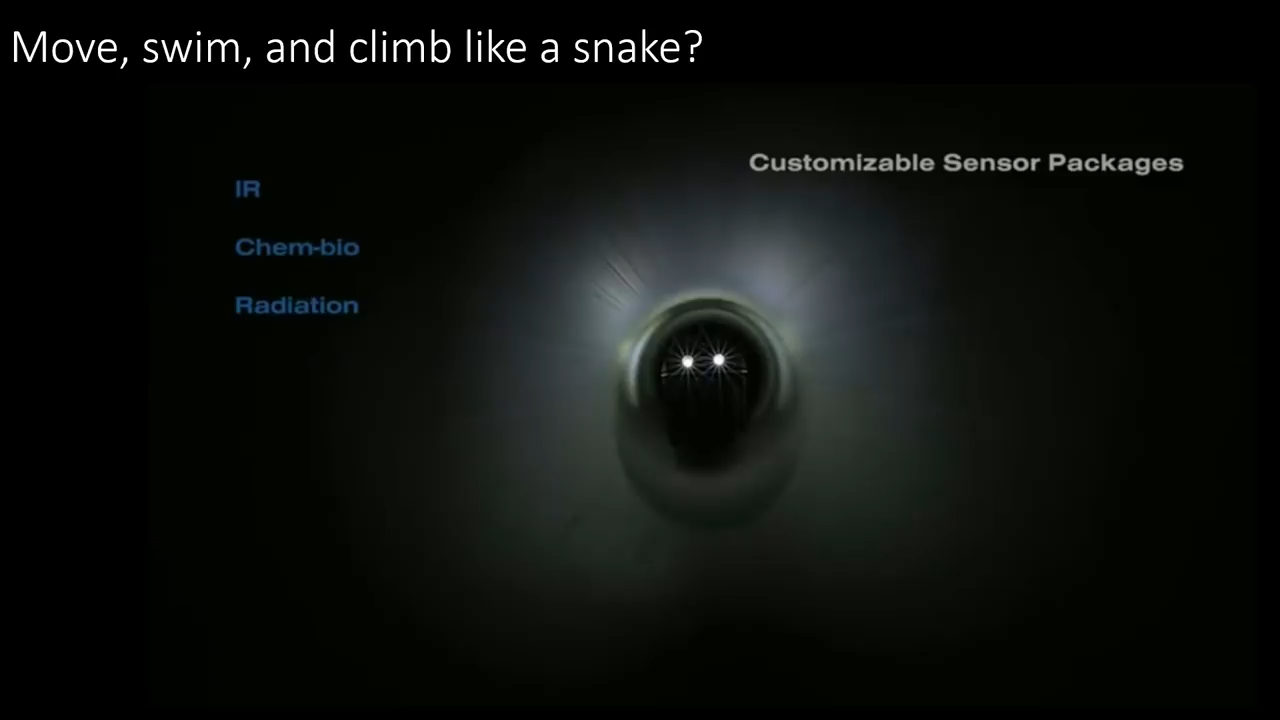 Move, swim, and climb like a snake?
Customizable Sensor Packages
IR
Chem-bio
Radiation